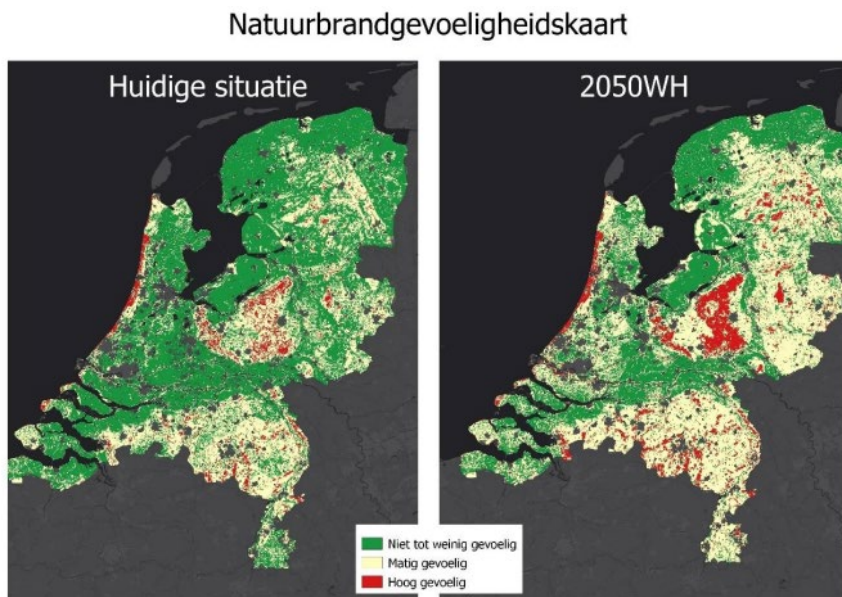 Natuurbrandgevoeligheidskaart
Huidige situatie
2050WH
Niet tot weinig gevoelig
Matig gevoelig
Hoog gevoelig